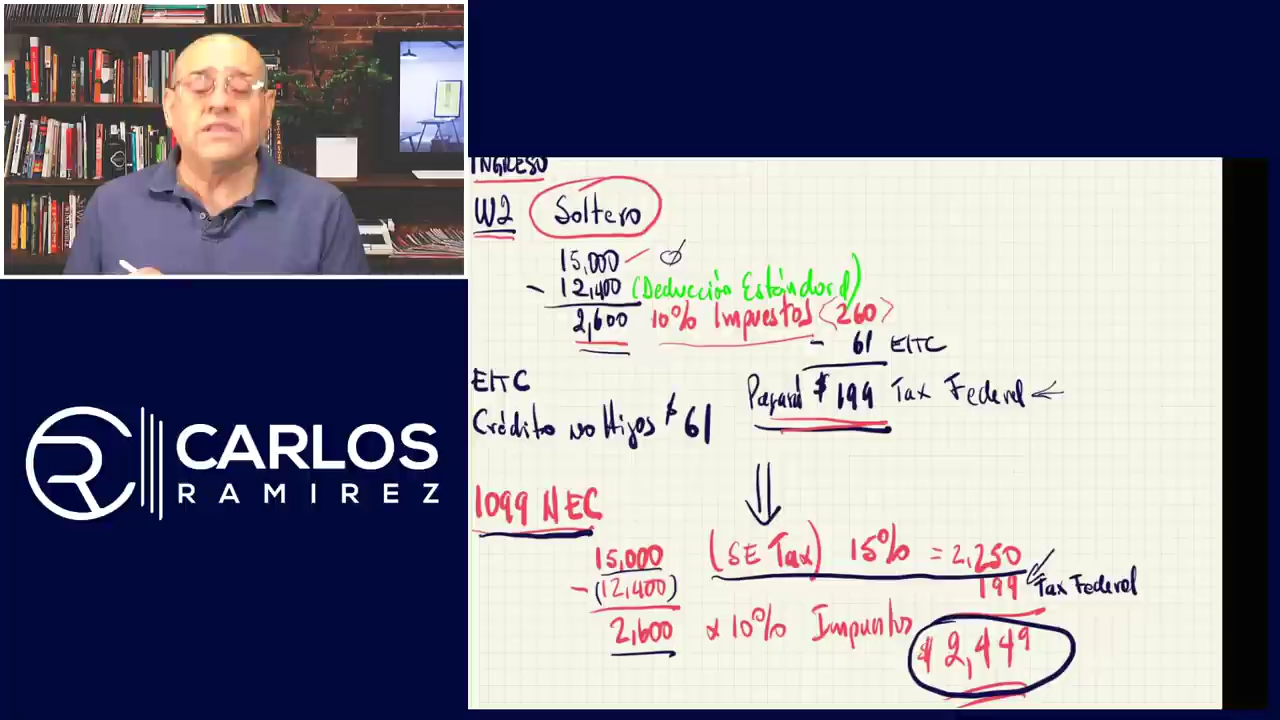 INGRESO
W2 Soltero
15,000
- 12,400 (Deducción Estándard)
2,600 10% Impuestos <260>
- 61 EITC
EITC
Pagará $199 Tax Federal
Crédito no Hijos $61
CARLOS
RAMIREZ
1099 NEC
15,000 (SE Tax) 15% = 2,250
-(12,400) 199 Tax Federal
2,600 x 10% Impuestos
$2,449